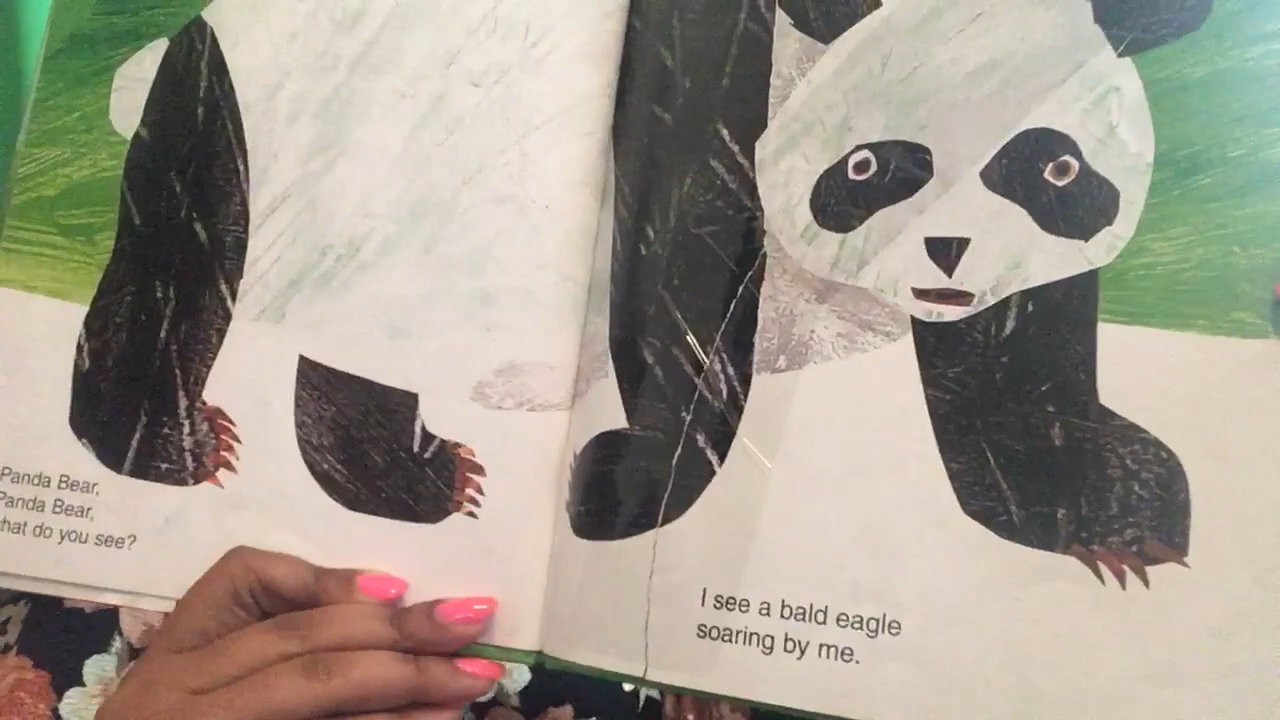 Panda Bear,
Panda Bear,
hat do you see?
I see a bald eagle
soaring by me.